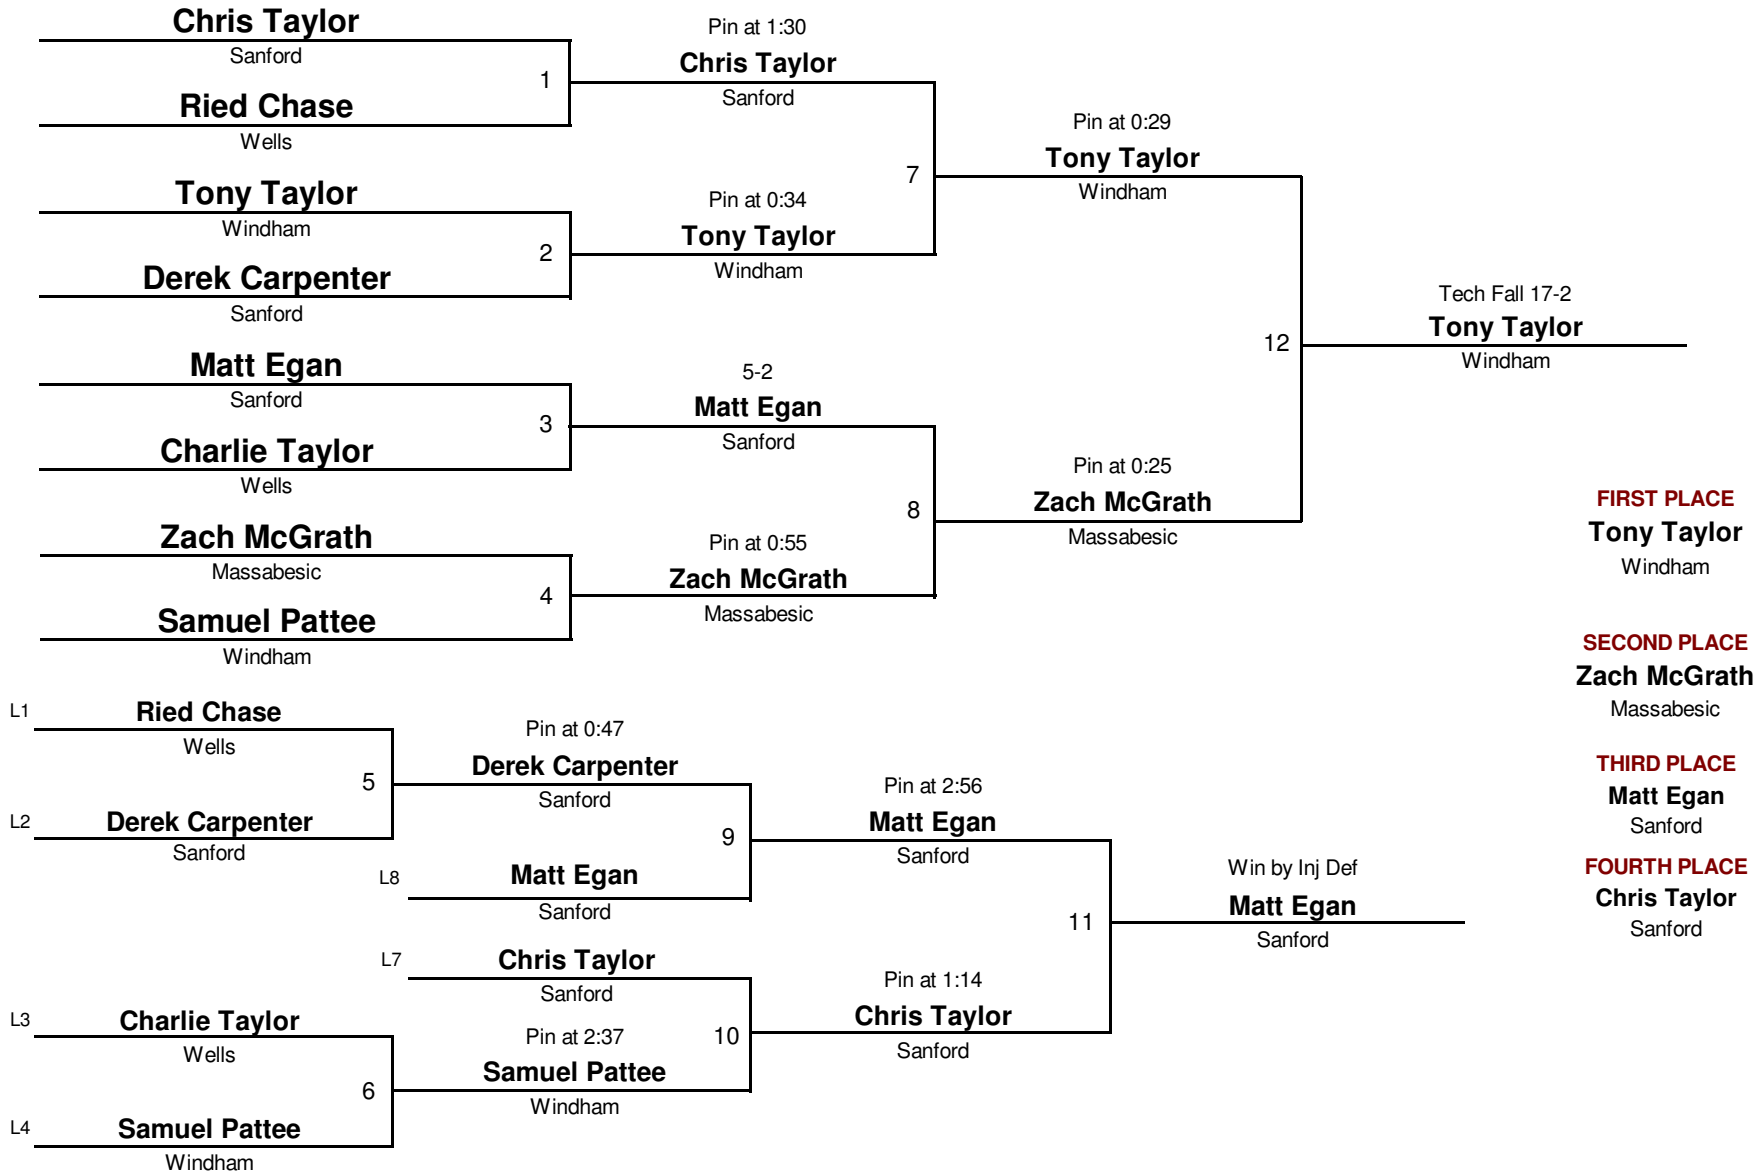 Chris Taylor
Sanford
1
Ried Chase
Wells
Tony Taylor
Windham
2
Derek Carpenter
Sanford
Matt Egan
Sanford
3
Charlie Taylor
Wells
Zach McGrath
Massabesic
4
Samuel Pattee
Windham
Pin at 1:30
Chris Taylor
Sanford
7
Pin at 0:34
Tony Taylor
Windham
5-2
Matt Egan
Sanford
8
Pin at 0:55
Zach McGrath
Massabesic
Pin at 0:29
Tony Taylor
Windham
12
Pin at 0:25
Zach McGrath
Massabesic
Tech Fall 17-2
Tony Taylor
Windham
L1
Ried Chase
Wells
5
L2
Derek Carpenter
Sanford
L3
Charlie Taylor
Wells
6
L4
Samuel Pattee
Windham
Pin at 0:47
Derek Carpenter
Sanford
9
L8
Matt Egan
Sanford
L7
Chris Taylor
Sanford
10
Pin at 2:37
Samuel Pattee
Windham
Pin at 2:56
Matt Egan
Sanford
11
Pin at 1:14
Chris Taylor
Sanford
Win by Inj Def
Matt Egan
Sanford
FIRST PLACE
Tony Taylor
Windham
SECOND PLACE
Zach McGrath
Massabesic
THIRD PLACE
Matt Egan
Sanford
FOURTH PLACE
Chris Taylor
Sanford